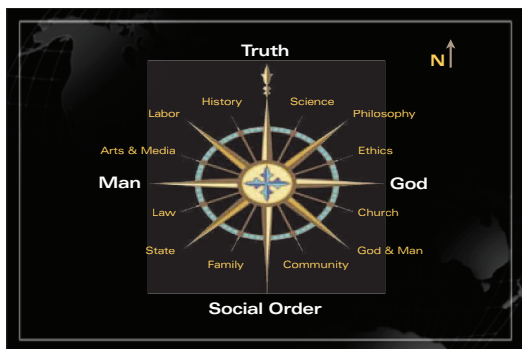 Truth
N
History
Science
Labor
Philosophy
Arts & Media
Ethics
Man
God
Law
Church
State
God & Man
Family
Community
Social Order